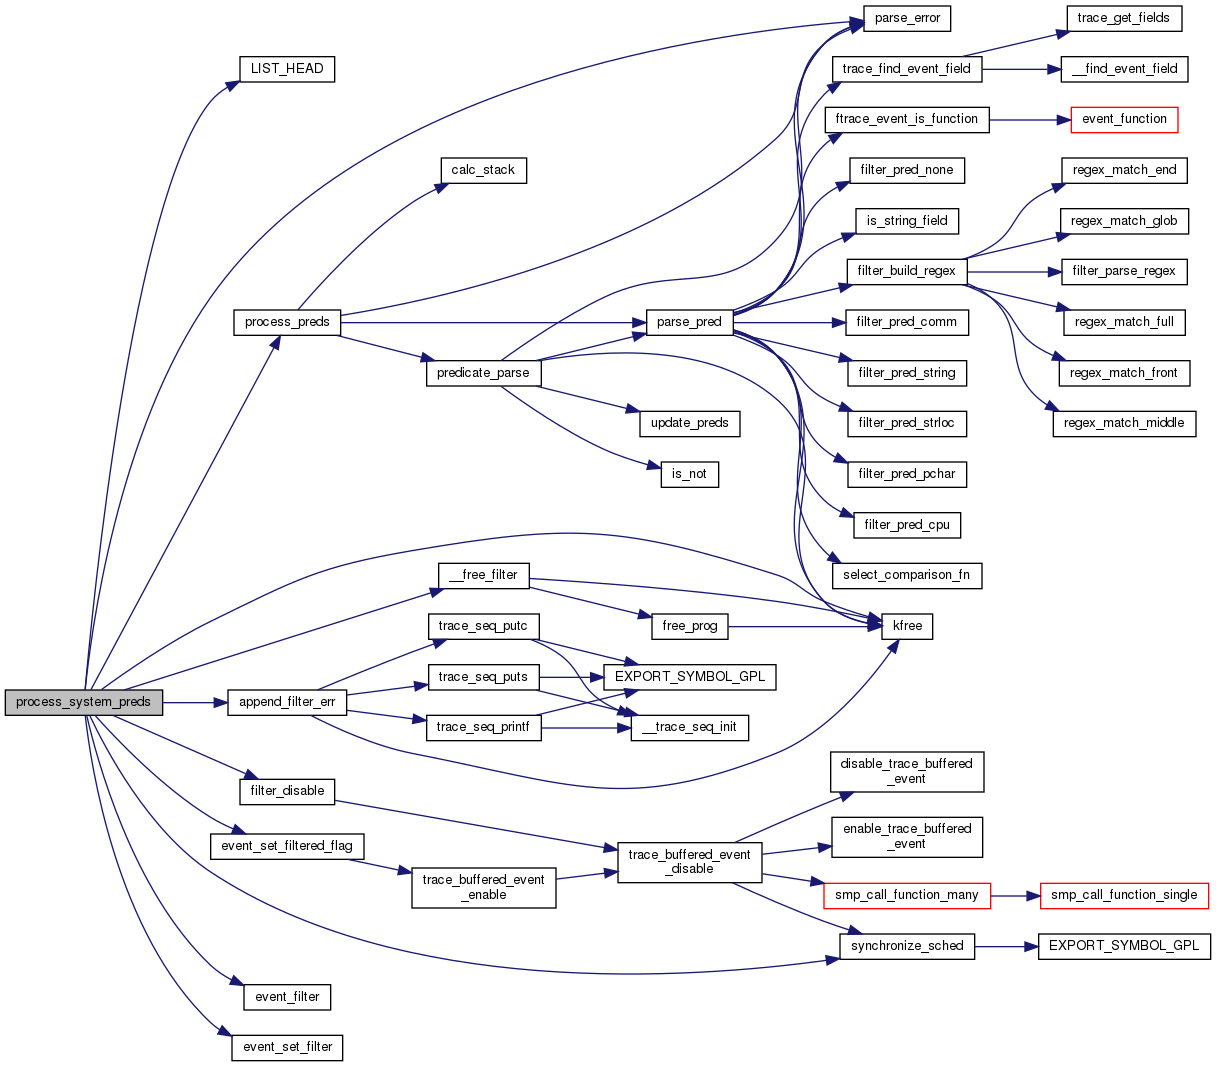 parse_error
trace_get_fields
LIST_HEAD
trace_find_event_field
__find_event_field
ftrace_event_is_function
event_function
calc_stack
filter_pred_none
regex_match_end
is_string_field
regex_match_glob
filter_build_regex
filter_parse_regex
process_preds
parse_pred
filter_pred_comm
regex_match_full
predicate_parse
filter_pred_string
regex_match_front
update_preds
filter_pred_strloc
regex_match_middle
is_not
filter_pred_pchar
filter_pred_cpu
__free_filter
select_comparison_fn
trace_seq_putc
free_prog
kfree
trace_seq_puts
EXPORT_SYMBOL_GPL
process_system_preds
append_filter_err
trace_seq_printf
__trace_seq_init
filter_disable
disable_trace_buffered
_event
event_set_filtered_flag
enable_trace_buffered
_event
trace_buffered_event
_disable
trace_buffered_event
_enable
smp_call_function_many
smp_call_function_single
synchronize_sched
EXPORT_SYMBOL_GPL
event_filter
event_set_filter